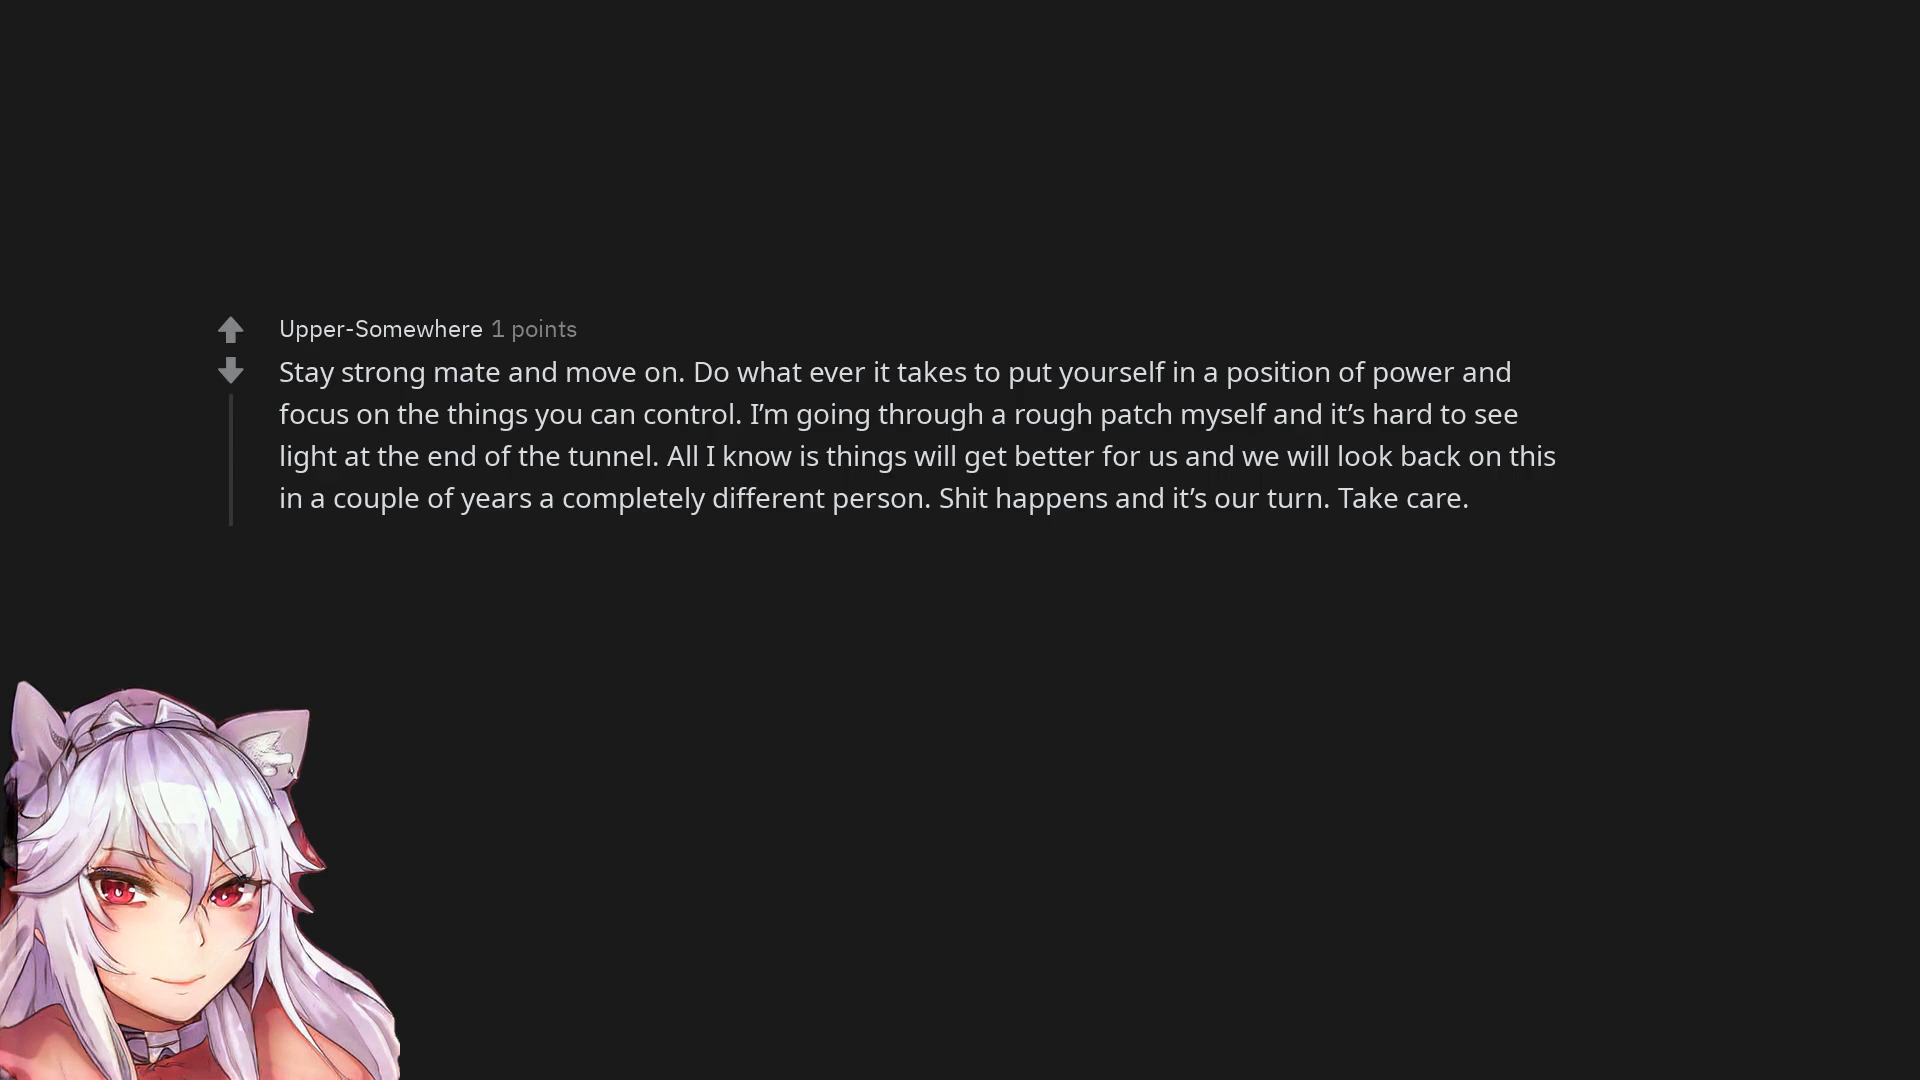 Upper-Somewhere 1 points
Stay strong mate and move on. Do what ever it takes to put yourself in a position of power and
focus on the things you can control. I’m going through a rough patch myself and it’s hard to see
light at the end of the tunnel. All I know is things will get better for us and we will look back on this
in a couple of years a completely different person. Shit happens and it’s our turn. Take care.